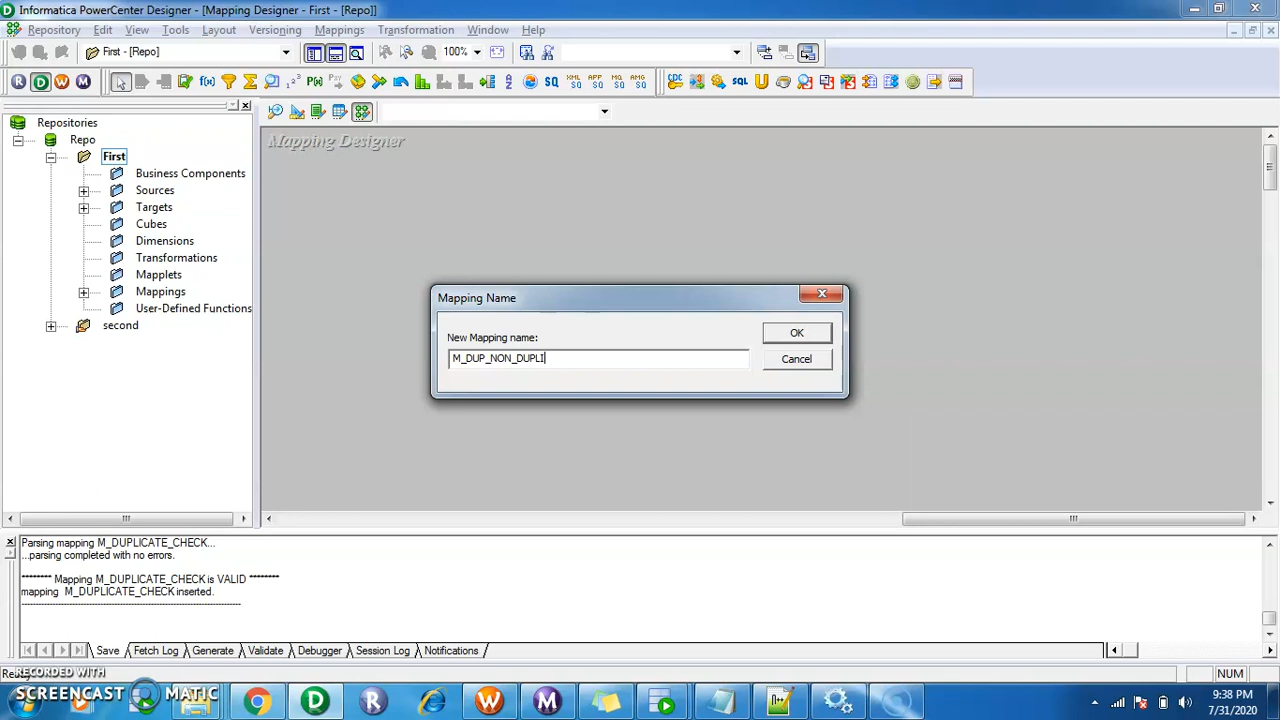 Informatica PowerCenter Designer - [Mapping Designer - First - [Repo]]
Repository Edit View Tools Layout Versioning Mappings Transformation Window Help
First - [Repo] 100%
Mapping Designer
Repositories
Repo
First
Business Components
Sources
Targets
Cubes
Dimensions
Transformations
Mapplets
Mappings
User-Defined Functions
second
Mapping Name
New Mapping name:
OK
M_DUP_NON_DUPLI
Cancel
Parsing mapping M_DUPLICATE_CHECK...
...parsing completed with no errors.
******** Mapping M_DUPLICATE_CHECK is VALID ********
mapping M_DUPLICATE_CHECK inserted.
Save Fetch Log Generate Validate Debugger Session Log Notifications
NUM
RECORDED WITH
SCREENCAST MATIC
9:38 PM
7/31/2020